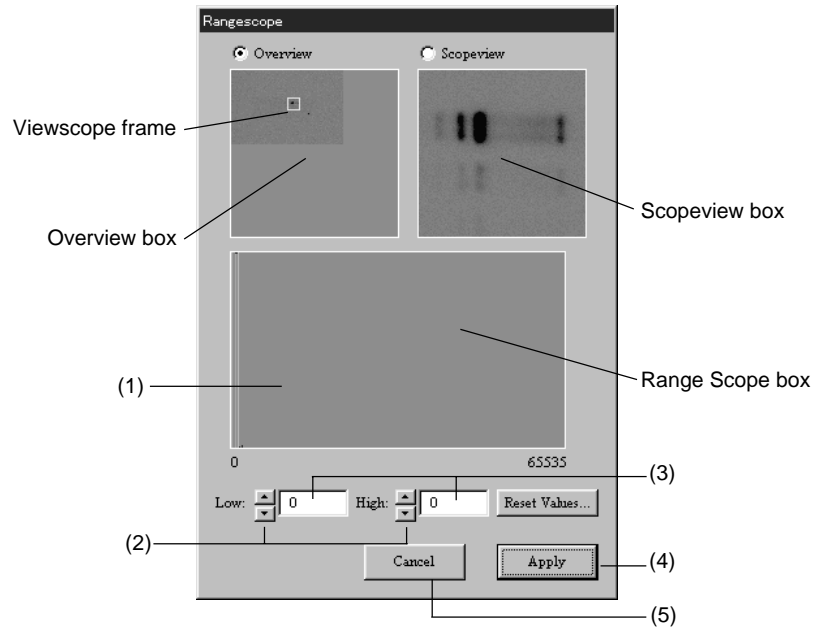 Rangescope
Overview
Scopeview
Viewscope frame
Scopeview box
Overview box
Range Scope box
(1)
0
65535
(3)
Low:
0
High:
0
Reset Values...
(2)
Cancel
Apply
(4)
(5)